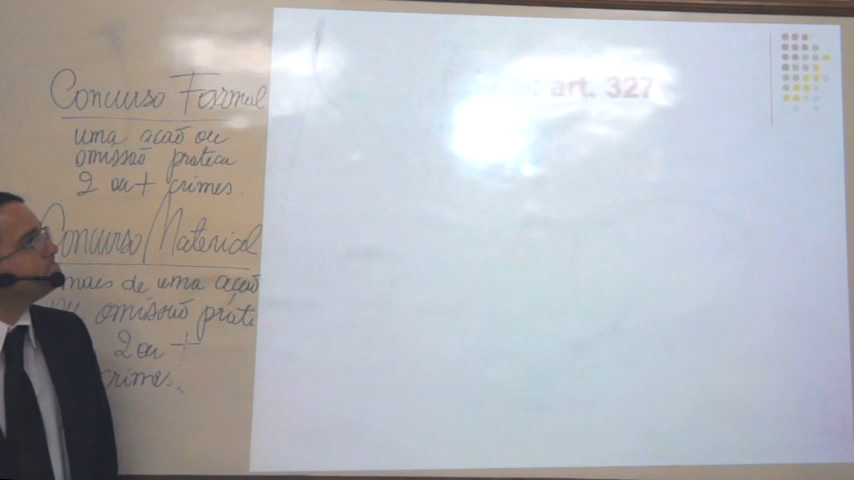 Concurso Formal
uma ação ou
omissão pratica
2 ou + crimes.
Concurso Material
mais de uma ação
ou omissão prati
2 ou +
crimes.
: art. 327